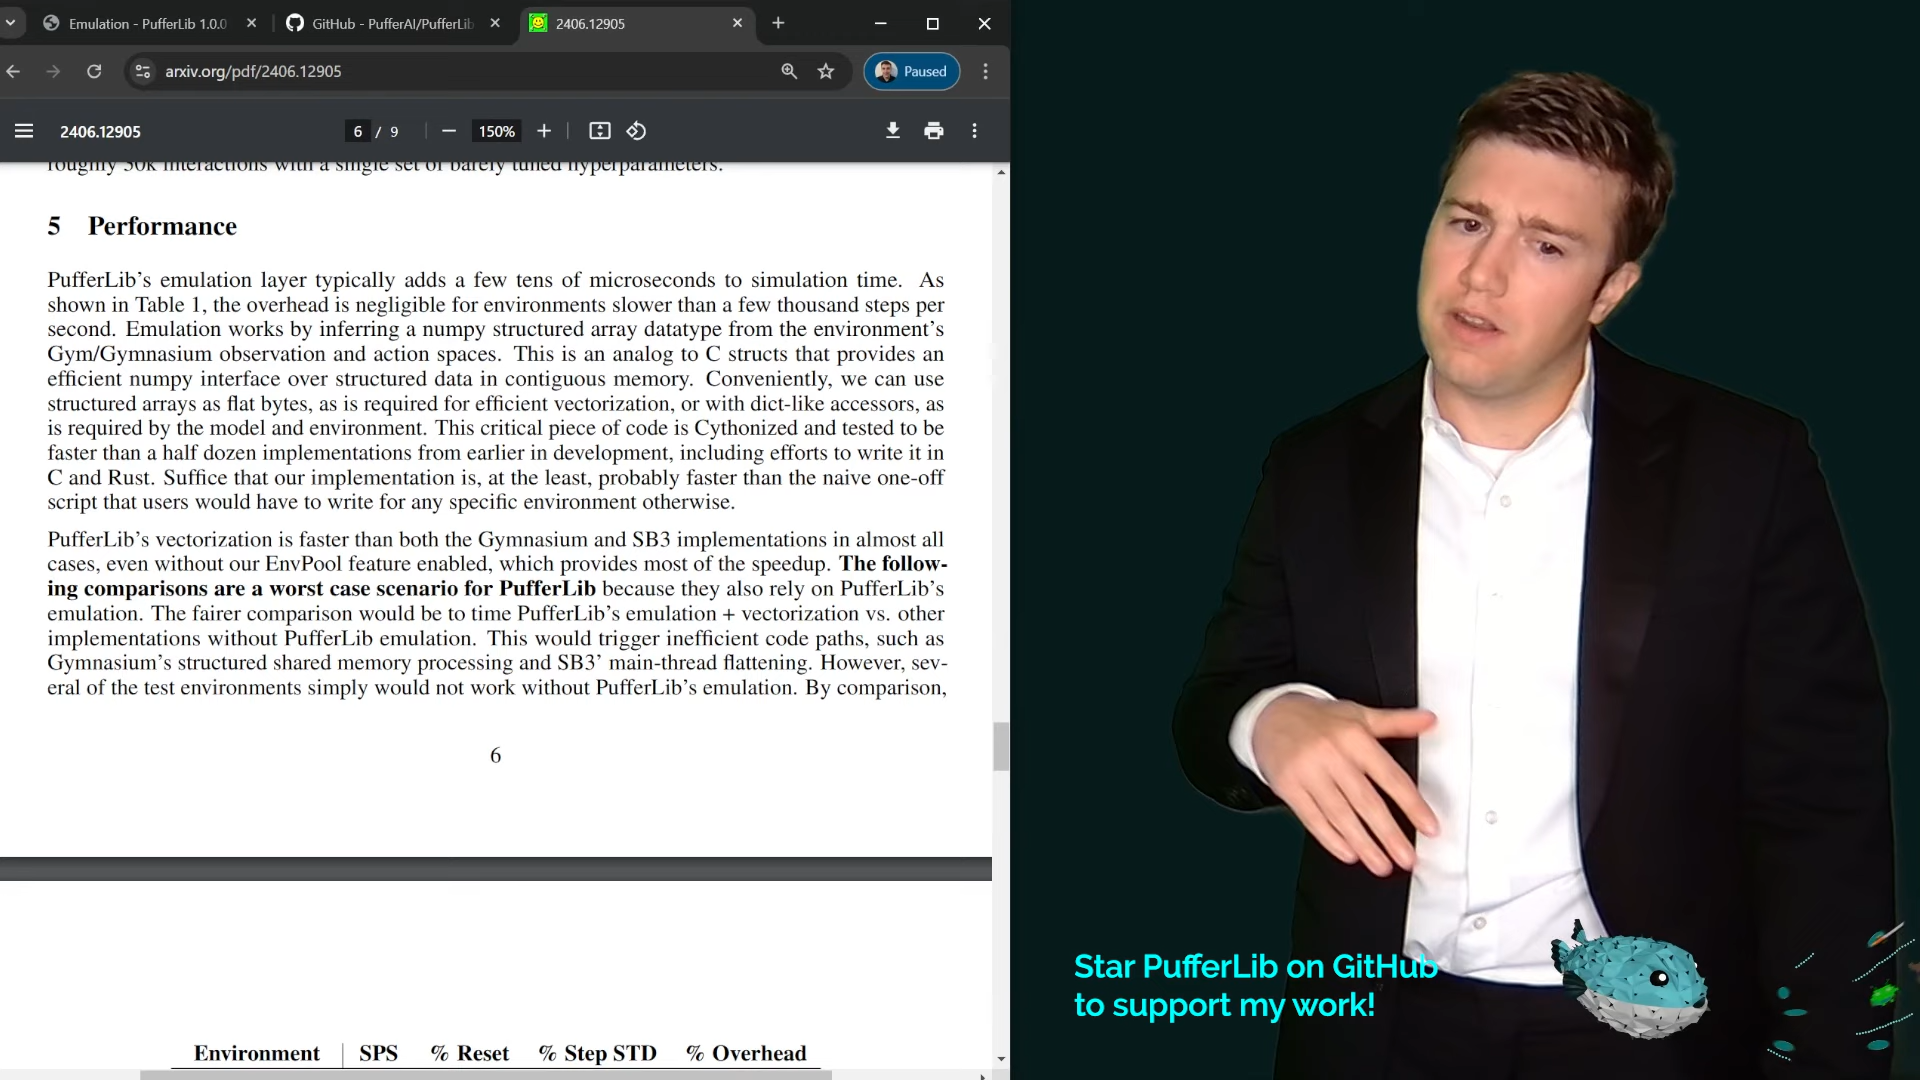 Emulation - PufferLib 1.0.0
GitHub - PufferAI/PufferLib
2406.12905
arxiv.org/pdf/2406.12905
Paused
2406.12905
6 / 9
150%
roughly 30k interactions with a single set of barely tuned hyperparameters.
5 Performance
PufferLib's emulation layer typically adds a few tens of microseconds to simulation time. As
shown in Table 1, the overhead is negligible for environments slower than a few thousand steps per
second. Emulation works by inferring a numpy structured array datatype from the environment's
Gym/Gymnasium observation and action spaces. This is an analog to C structs that provides an
efficient numpy interface over structured data in contiguous memory. Conveniently, we can use
structured arrays as flat bytes, as is required for efficient vectorization, or with dict-like accessors, as
is required by the model and environment. This critical piece of code is Cythonized and tested to be
faster than a half dozen implementations from earlier in development, including efforts to write it in
C and Rust. Suffice that our implementation is, at the least, probably faster than the naive one-off
script that users would have to write for any specific environment otherwise.
PufferLib's vectorization is faster than both the Gymnasium and SB3 implementations in almost all
cases, even without our EnvPool feature enabled, which provides most of the speedup. The follow-
ing comparisons are a worst case scenario for PufferLib because they also rely on PufferLib's
emulation. The fairer comparison would be to time PufferLib's emulation + vectorization vs. other
implementations without PufferLib emulation. This would trigger inefficient code paths, such as
Gymnasium's structured shared memory processing and SB3' main-thread flattening. However, sev-
eral of the test environments simply would not work without PufferLib's emulation. By comparison,
6
Environment SPS % Reset % Step STD % Overhead
Star PufferLib on GitHub
to support my work!